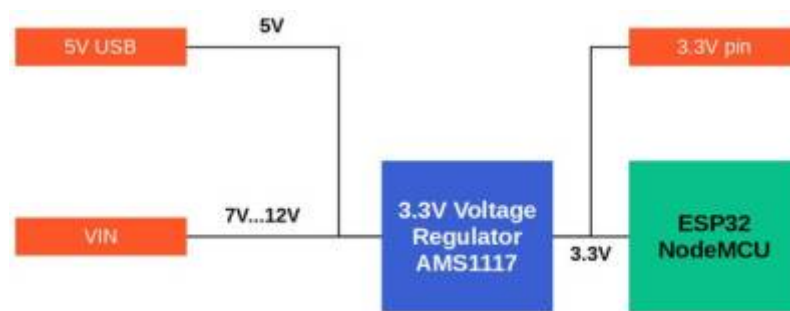 5V USB
5V
3.3V pin
VIN
7V...12V
3.3V Voltage
Regulator
AMS1117
3.3V
ESP32
NodeMCU